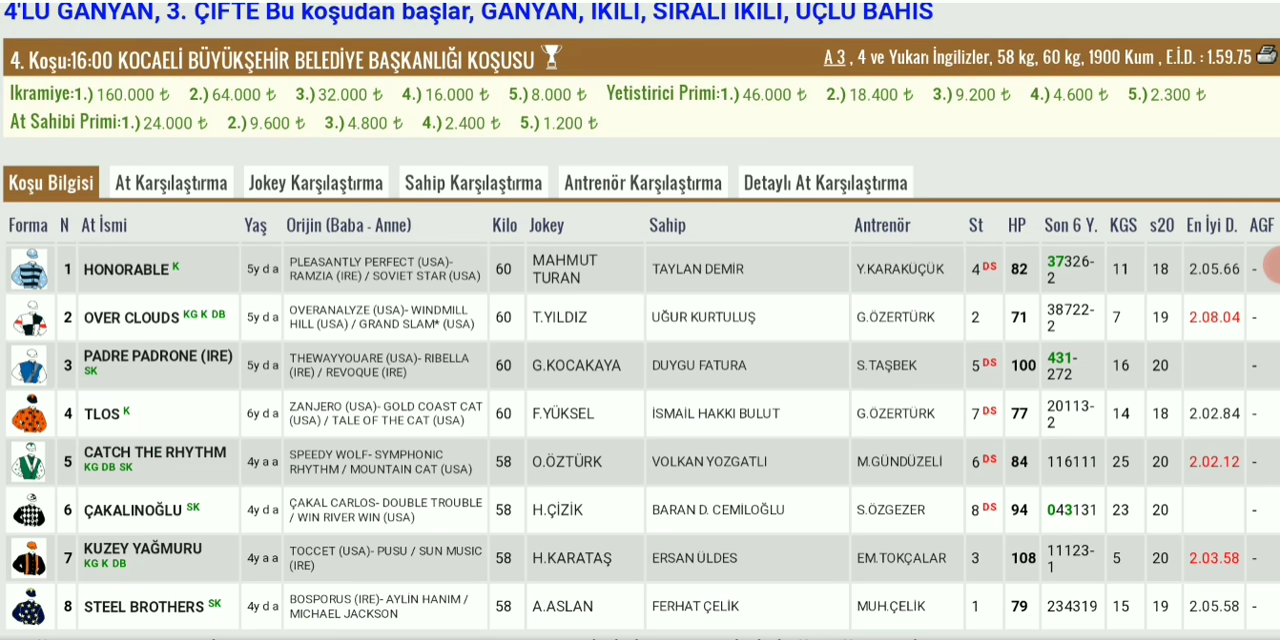 4'LÜ GANYAN, 3. ÇİFTE Bu koşudan başlar, GANYAN, İKİLİ, SIRALI İKİLİ, ÜÇLÜ BAHİS
4. Koşu:16:00 KOCAELİ BÜYÜKŞEHİR BELEDİYE BAŞKANLIĞI KOŞUSU A 3 , 4 ve Yukarı İngilizler, 58 kg, 60 kg, 1900 Kum , E.İ.D. : 1.59.75
Ikramiye:1.) 160.000 ₺ 2.) 64.000 ₺ 3.) 32.000 ₺ 4.) 16.000 ₺ 5.) 8.000 ₺ Yetistirici Primi:1.) 46.000 ₺ 2.) 18.400 ₺ 3.) 9.200 ₺ 4.) 4.600 ₺ 5.) 2.300 ₺
At Sahibi Primi:1.) 24.000 ₺ 2.) 9.600 ₺ 3.) 4.800 ₺ 4.) 2.400 ₺ 5.) 1.200 ₺
Koşu Bilgisi At Karşılaştırma Jokey Karşılaştırma Sahip Karşılaştırma Antrenör Karşılaştırma Detaylı At Karşılaştırma
Forma N At İsmi Yaş Orijin (Baba - Anne) Kilo Jokey Sahip Antrenör St HP Son 6 Y. KGS s20 En İyi D. AGF
1 HONORABLE K 5y d a PLEASANTLY PERFECT (USA)- RAMZIA (IRE) / SOVIET STAR (USA) 60 MAHMUT TURAN TAYLAN DEMİR Y.KARAKÜÇÜK 4 DS 82 37326-2 11 18 2.05.66 -
2 OVER CLOUDS KG K DB 5y d a OVERANALYZE (USA)- WINDMILL HILL (USA) / GRAND SLAM* (USA) 60 T.YILDIZ UĞUR KURTULUŞ G.ÖZERTÜRK 2 71 38722-2 7 19 2.08.04 -
3 PADRE PADRONE (IRE) SK 5y d a THEWAYYOUARE (USA)- RIBELLA (IRE) / REVOQUE (IRE) 60 G.KOCAKAYA DUYGU FATURA S.TAŞBEK 5 DS 100 431-272 16 20 -
4 TLOS K 6y d a ZANJERO (USA)- GOLD COAST CAT (USA) / TALE OF THE CAT (USA) 60 F.YÜKSEL İSMAİL HAKKI BULUT G.ÖZERTÜRK 7 DS 77 20113-2 14 18 2.02.84 -
5 CATCH THE RHYTHM KG DB SK 4y a a SPEEDY WOLF- SYMPHONIC RHYTHM / MOUNTAIN CAT (USA) 58 O.ÖZTÜRK VOLKAN YOZGATLI M.GÜNDÜZELİ 6 DS 84 116111 25 20 2.02.12 -
6 ÇAKALINOĞLU SK 4y d a ÇAKAL CARLOS- DOUBLE TROUBLE / WIN RIVER WIN (USA) 58 H.ÇİZİK BARAN D. CEMİLOĞLU S.ÖZGEZER 8 DS 94 043131 23 20 -
7 KUZEY YAĞMURU KG K DB 4y a a TOCCET (USA)- PUSU / SUN MUSIC (IRE) 58 H.KARATAŞ ERSAN ÜLDES EM.TOKÇALAR 3 108 11123-1 5 20 2.03.58 -
8 STEEL BROTHERS SK 4y d a BOSPORUS (IRE)- AYLIN HANIM / MICHAEL JACKSON 58 A.ASLAN FERHAT ÇELİK MUH.ÇELİK 1 79 234319 15 19 2.05.58 -